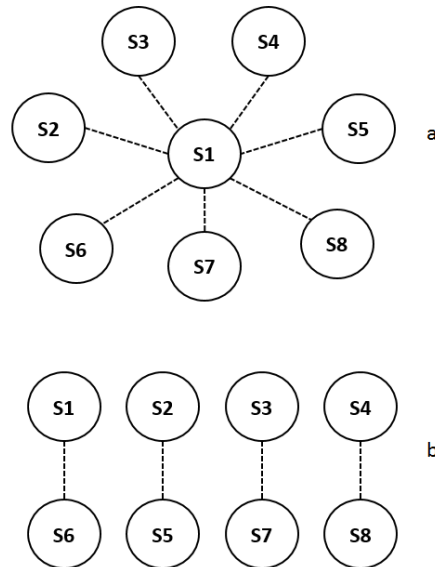 S3 S4
S2 S5
a
S1
S6 S8
S7
S1 S2 S3 S4
b
S6 S5 S7 S8